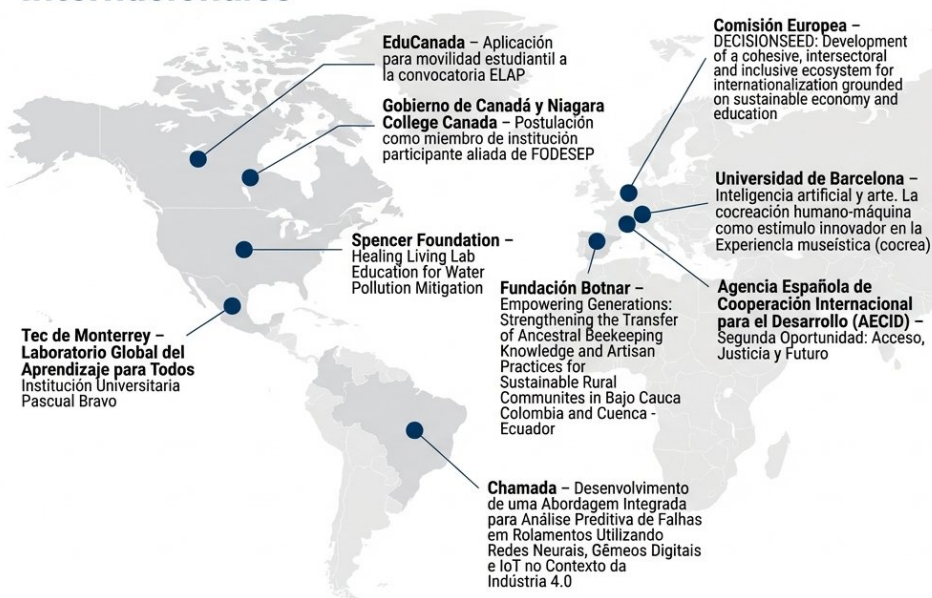 EduCanada – Aplicación
para movilidad estudiantil a
la convocatoria ELAP
Gobierno de Canadá y Niagara
College Canada – Postulación
como miembro de institución
participante aliada de FODESEP
Spencer Foundation –
Healing Living Lab
Education for Water
Pollution Mitigation
Tec de Monterrey –
Laboratorio Global del
Aprendizaje para Todos
Institución Universitaria
Pascual Bravo
Comisión Europea –
DECISIONSEED: Development
of a cohesive, intersectoral
and inclusive ecosystem for
internationalization grounded
on sustainable economy and
education
Universidad de Barcelona –
Inteligencia artificial y arte. La
cocreación humano-máquina
como estimulo innovador en la
Experiencia museística (cocrea)
Agencia Española de
Cooperación Internacional
para el Desarrollo (AECID) –
Segunda Oportunidad: Acceso,
Justicia y Futuro
Fundación Botnar –
Empowering Generations:
Strengthening the Transfer
of Ancestral Beekeeping
Knowledge and Artisan
Practices for
Sustainable Rural
Communites in Bajo Cauca
Colombia and Cuenca -
Ecuador
Chamada – Desenvolvimento
de uma Abordagem Integrada
para Análise Preditiva de Falhas
em Rolamentos Utilizando
Redes Neurais, Gêmeos Digitais
e IoT no Contexto da
Indústria 4.0